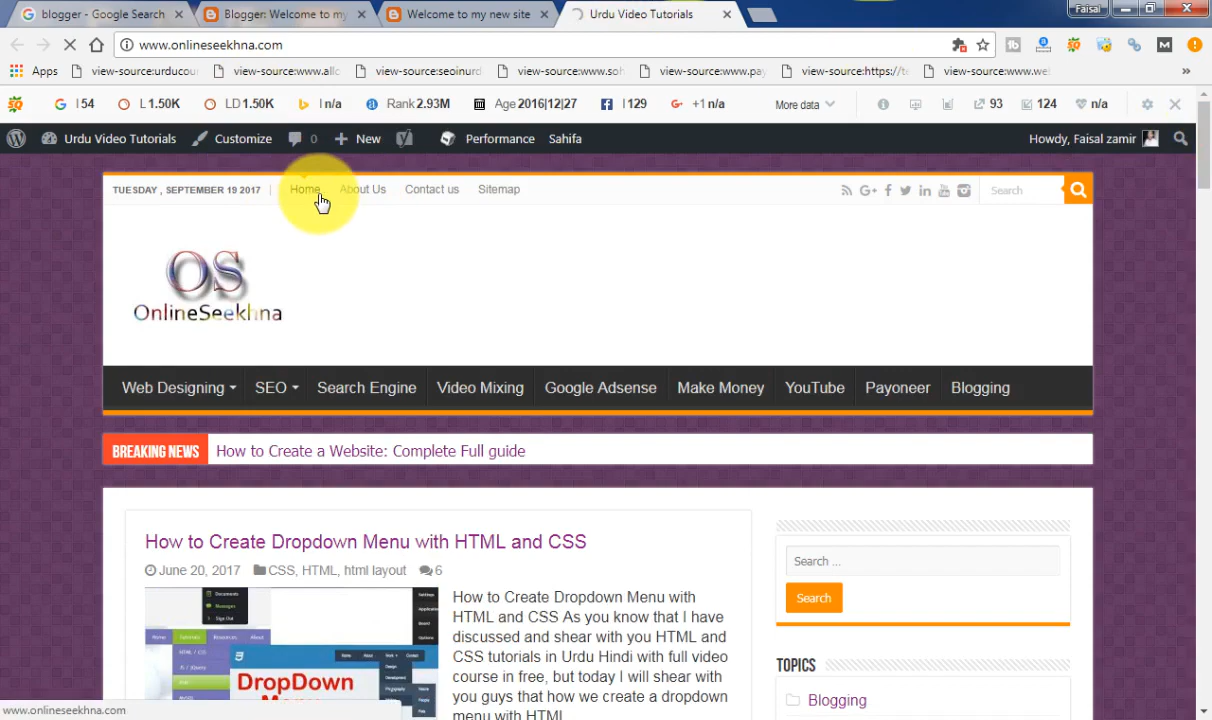 blogger - Google Search
Blogger: Welcome to my
Welcome to my new site
Urdu Video Tutorials
Faisal
www.onlineseekhna.com
Apps
view-source:urducou
view-source:www.allc
view-source:seoinurd
view-source:www.soh
view-source:www.pay
view-source:https://te
view-source:www.wel
I 54
L 1.50K
LD 1.50K
I n/a
Rank 2.93M
Age 2016|12|27
I 129
+1 n/a
More data
93
124
n/a
Urdu Video Tutorials
Customize
0
New
Performance
Sahifa
Howdy, Faisal zamir
TUESDAY , SEPTEMBER 19 2017
Home
About Us
Contact us
Sitemap
Search
OS
OnlineSeekhna
Web Designing
SEO
Search Engine
Video Mixing
Google Adsense
Make Money
YouTube
Payoneer
Blogging
BREAKING NEWS
How to Create a Website: Complete Full guide
How to Create Dropdown Menu with HTML and CSS
June 20, 2017
CSS, HTML, html layout
6
How to Create Dropdown Menu with
HTML and CSS As you know that I have
discussed and shear with you HTML and
CSS tutorials in Urdu Hindi with full video
course in free, but today I will shear with
you guys that how we create a dropdown
menu with HTML
DropDown
Search ...
Search
TOPICS
Blogging
www.onlineseekhna.com